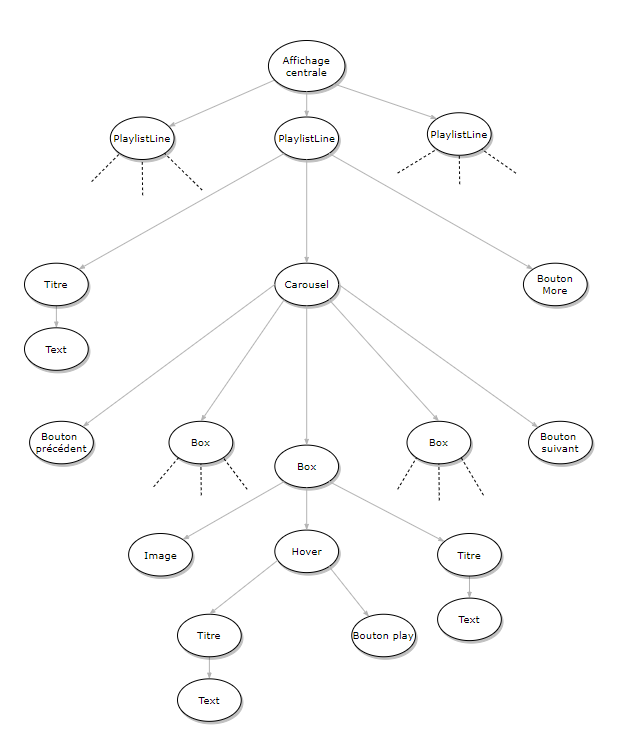 Affichage
centrale
PlaylistLine
PlaylistLine
PlaylistLine
Titre
Carousel
Bouton
More
Text
Bouton
précédent
Box
Box
Box
Bouton
suivant
Image
Hover
Titre
Text
Titre
Bouton play
Text